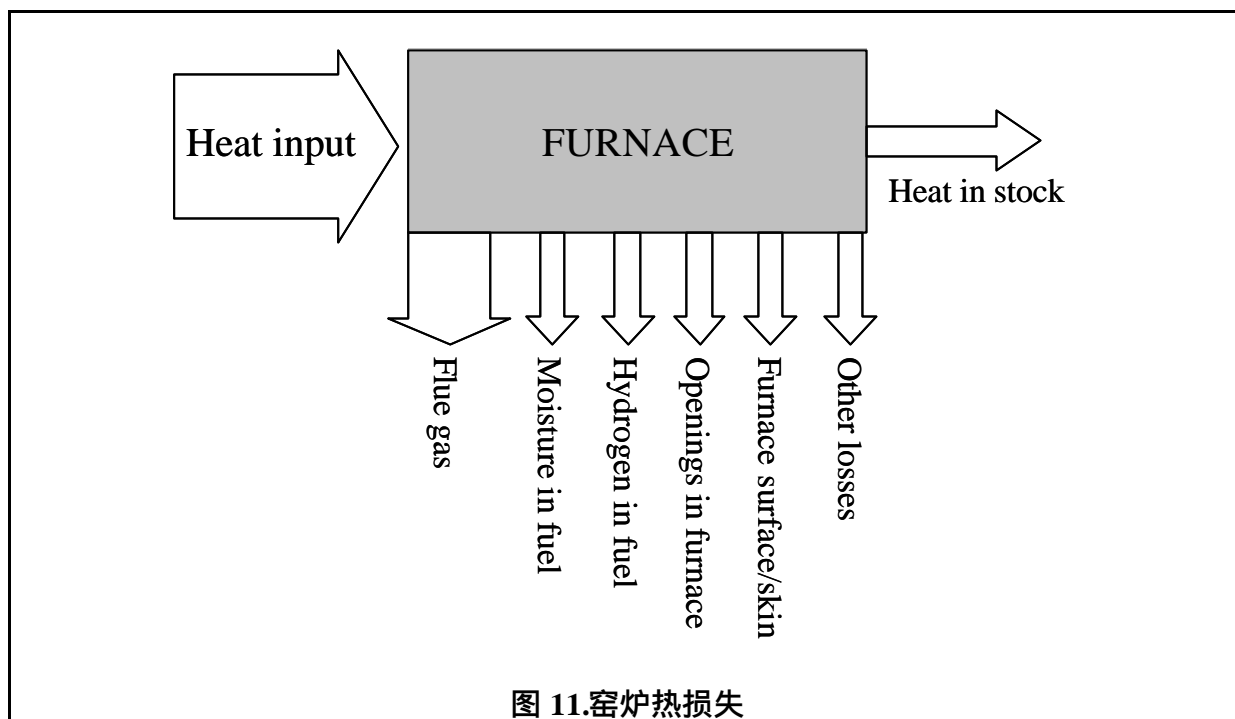 Heat input
FURNACE
Heat in stock
Flue gas
Moisture in fuel
Hydrogen in fuel
Openings in furnace
Furnace surface/skin
Other losses
图 11.窑炉热损失